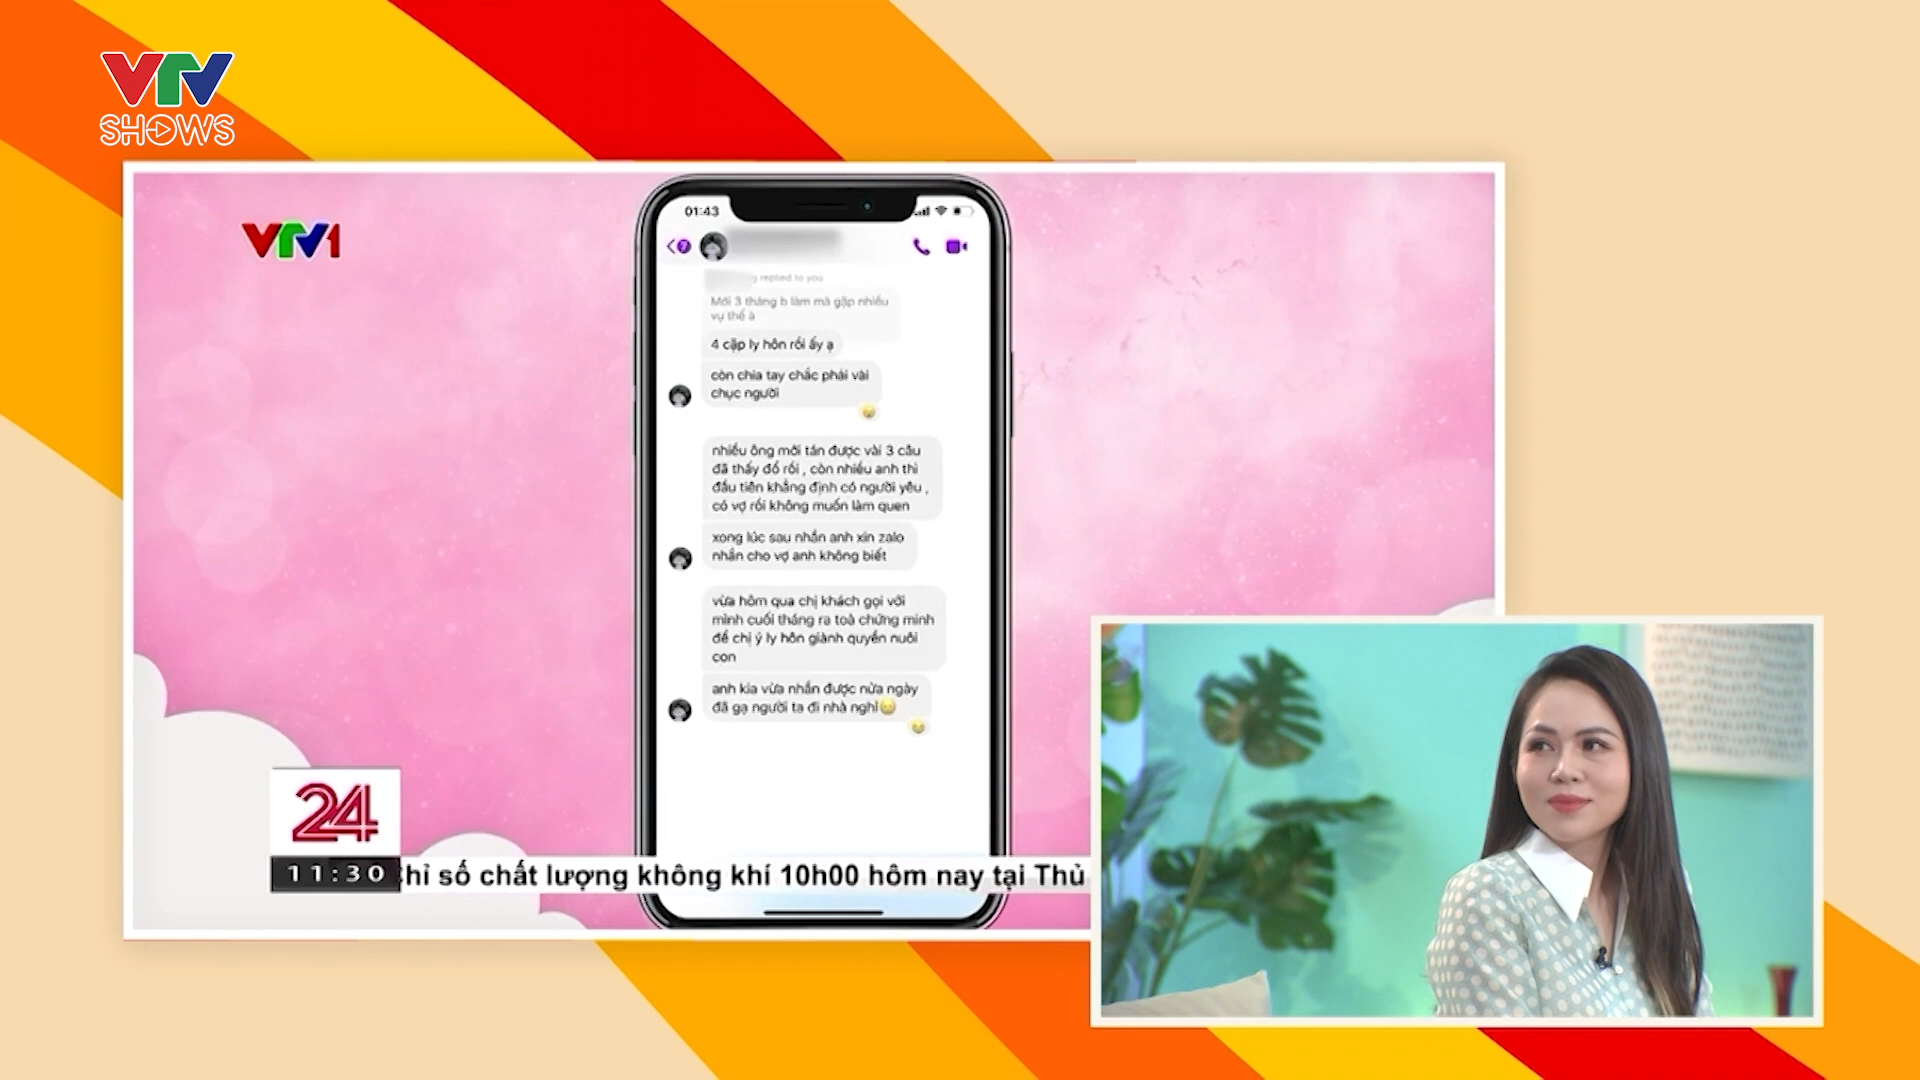 VTV
SHOWS
VTV1
01:43
replied to you
Mới 3 tháng b làm mà gặp nhiều
vụ thế à
4 cặp ly hôn rồi ấy ạ
còn chia tay chắc phải vài
chục người
nhiều ông mới tán được vài 3 câu
đã thấy đổ rồi , còn nhiều anh thì
đầu tiên khẳng định có người yêu ,
có vợ rồi không muốn làm quen
xong lúc sau nhắn anh xin zalo
nhắn cho vợ anh không biết
vừa hôm qua chị khách gọi với
mình cuối tháng ra toà chứng minh
để chị ý ly hôn giành quyền nuôi
con
anh kia vừa nhắn được nửa ngày
đã gạ người ta đi nhà nghỉ😐
24
11:30 Chỉ số chất lượng không khí 10h00 hôm nay tại Thủ